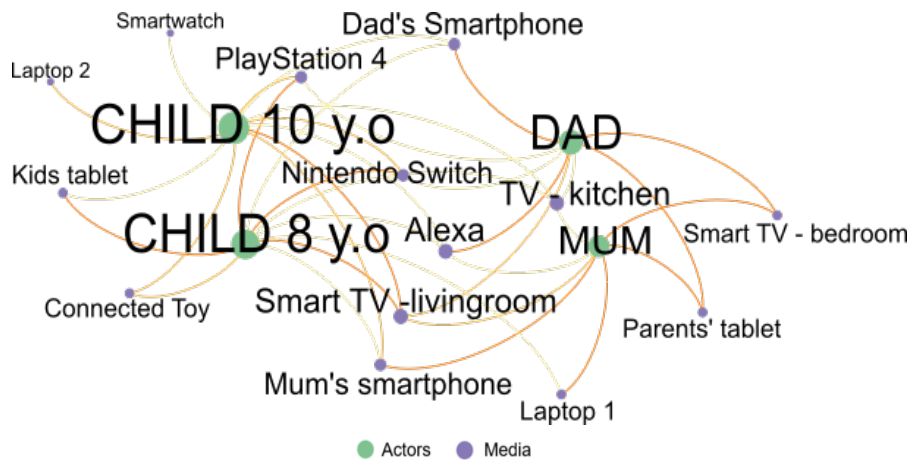 Smartwatch
Dad's Smartphone
PlayStation 4
Laptop 2
CHILD 10 y.o
DAD
Kids tablet
Nintendo Switch
TV - kitchen
CHILD 8 y.o
Alexa
MUM
Smart TV - bedroom
Connected Toy
Smart TV -livingroom
Parents' tablet
Mum's smartphone
Laptop 1
Actors
Media